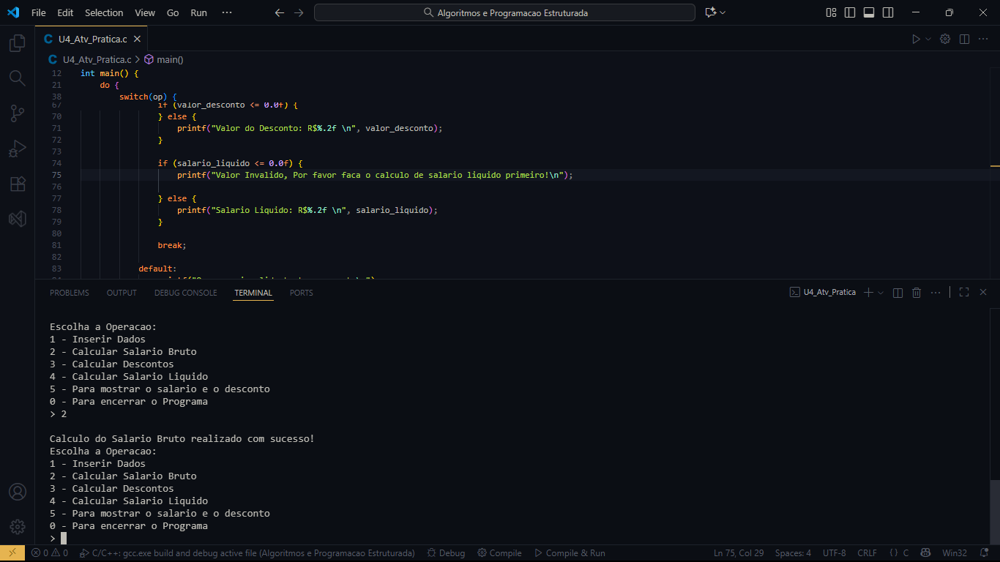 File Edit Selection View Go Run ··· Algoritmos e Programacao Estruturada
C U4_Atv_Pratica.c
C U4_Atv_Pratica.c > main()
12 int main() {
21 do {
38 switch(op) {
67 if (valor_desconto <= 0.0f) {
70 } else {
71 printf("Valor do Desconto: R$%.2f \n", valor_desconto);
72 }
73
74 if (salario_liquido <= 0.0f) {
75 printf("Valor Invalido, Por favor faca o calculo de salario liquido primeiro!\n");
76
77 } else {
78 printf("Salario Liquido: R$%.2f \n", salario_liquido);
79 }
80
81 break;
82
83 default:
PROBLEMS OUTPUT DEBUG CONSOLE TERMINAL PORTS U4_Atv_Pratica
Escolha a Operacao:
1 - Inserir Dados
2 - Calcular Salario Bruto
3 - Calcular Descontos
4 - Calcular Salario Liquido
5 - Para mostrar o salario e o desconto
0 - Para encerrar o Programa
> 2
Calculo do Salario Bruto realizado com sucesso!
Escolha a Operacao:
1 - Inserir Dados
2 - Calcular Salario Bruto
3 - Calcular Descontos
4 - Calcular Salario Liquido
5 - Para mostrar o salario e o desconto
0 - Para encerrar o Programa
>
0 0 C/C++: gcc.exe build and debug active file (Algoritmos e Programacao Estruturada) Debug Compile Compile & Run Ln 75, Col 29 Spaces: 4 UTF-8 CRLF {} C Win32